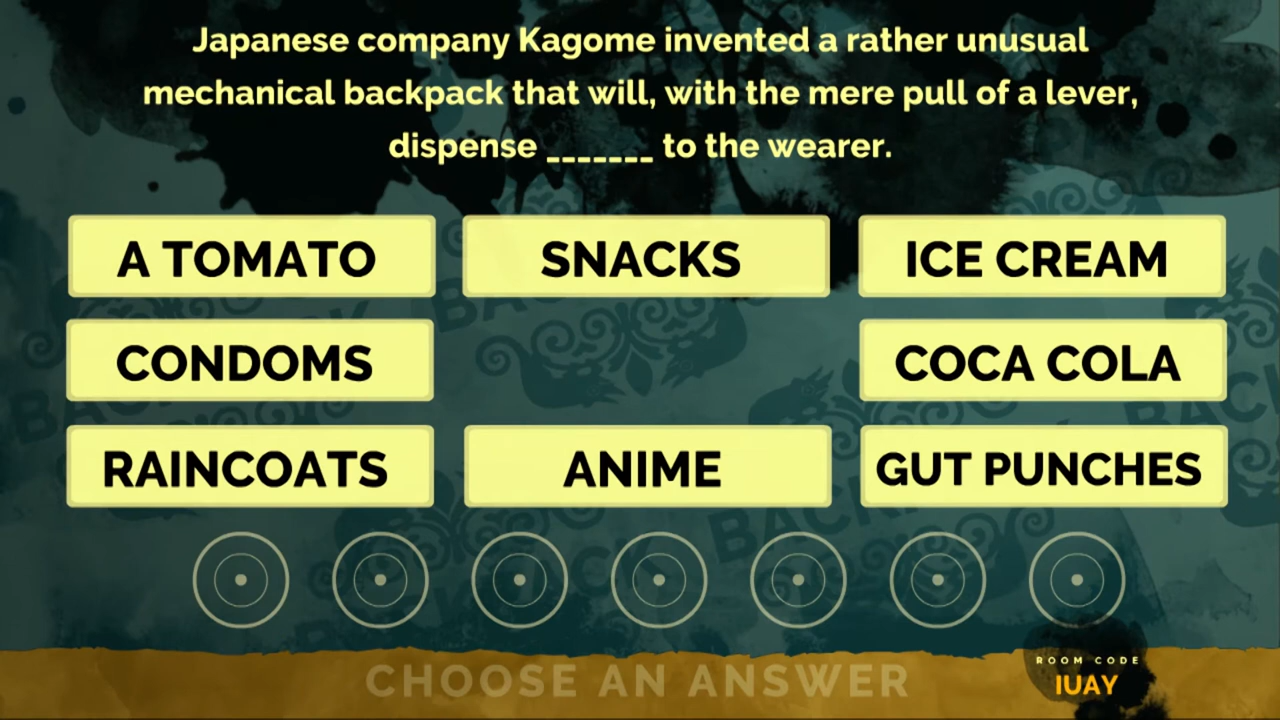 Japanese company Kagome invented a rather unusual
mechanical backpack that will, with the mere pull of a lever,
dispense _______ to the wearer.
A TOMATO
SNACKS
ICE CREAM
CONDOMS
COCA COLA
RAINCOATS
ANIME
GUT PUNCHES
CHOOSE AN ANSWER
ROOM CODE
IUAY